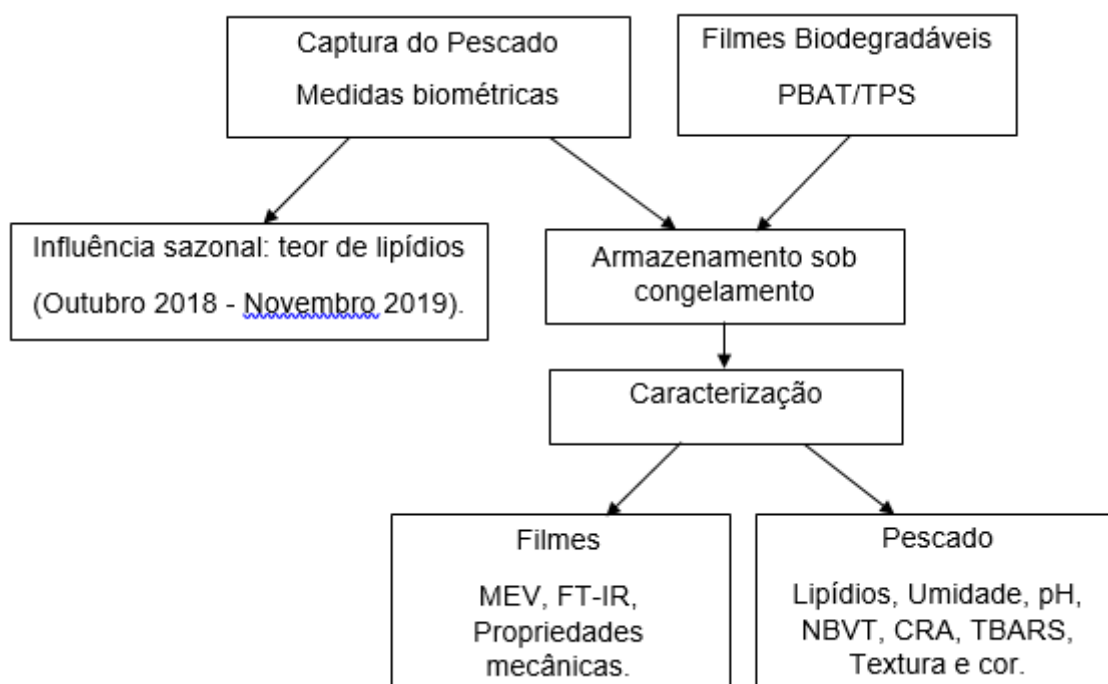 Captura do Pescado
Medidas biométricas
Filmes Biodegradáveis
PBAT/TPS
Influência sazonal: teor de lipídios
(Outubro 2018 - Novembro 2019).
Armazenamento sob
congelamento
Caracterização
Filmes
MEV, FT-IR,
Propriedades
mecânicas.
Pescado
Lipídios, Umidade, pH,
NBVT, CRA, TBARS,
Textura e cor.